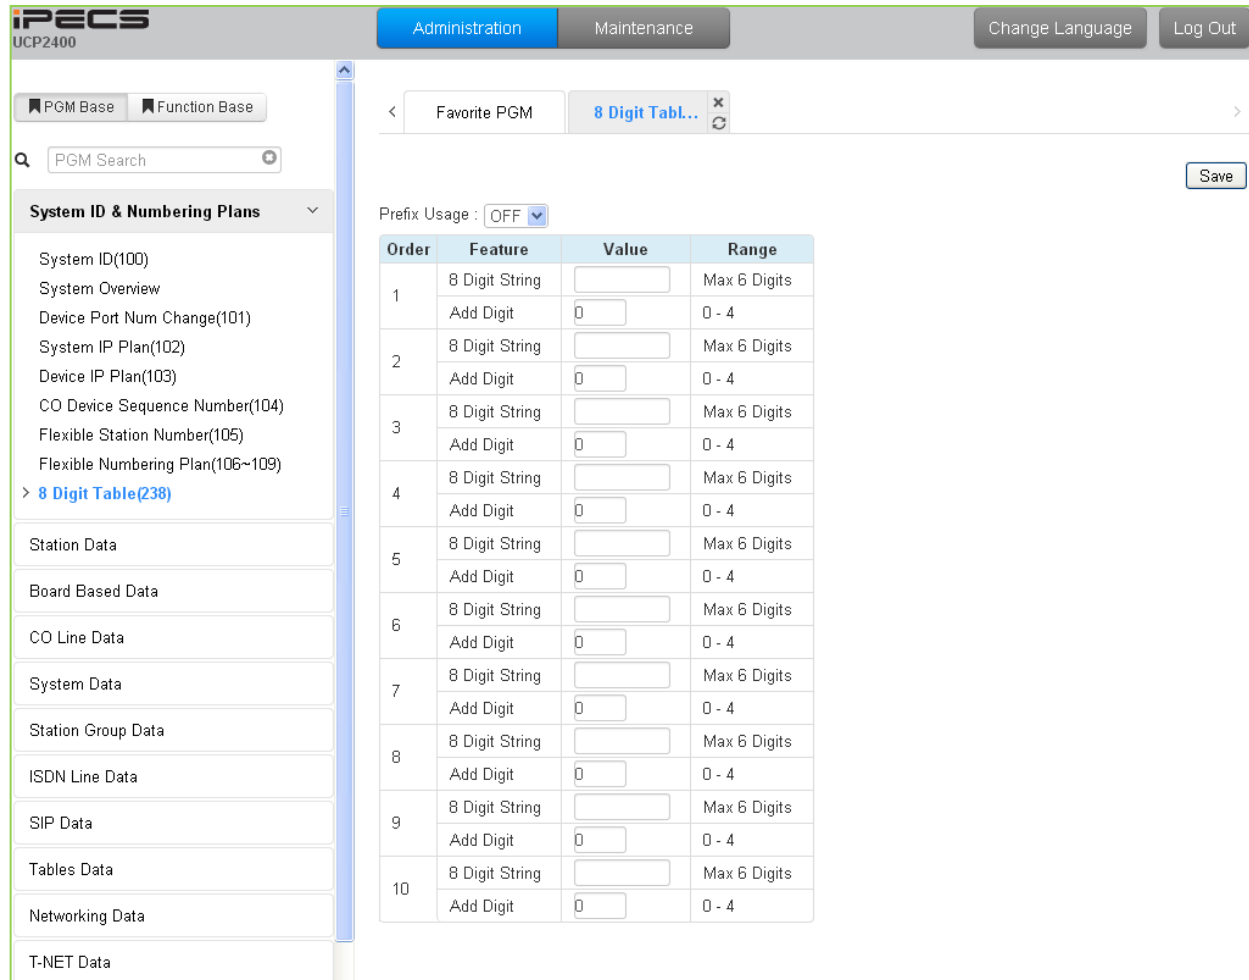 iPECS
UCP2400
Administration
Maintenance
Change Language
Log Out
PGM Base
Function Base
PGM Search
System ID & Numbering Plans
System ID(100)
System Overview
Device Port Num Change(101)
System IP Plan(102)
Device IP Plan(103)
CO Device Sequence Number(104)
Flexible Station Number(105)
Flexible Numbering Plan(106~109)
> 8 Digit Table(238)
Station Data
Board Based Data
CO Line Data
System Data
Station Group Data
ISDN Line Data
SIP Data
Tables Data
Networking Data
T-NET Data
< Favorite PGM
8 Digit Tabl...
>
Save
Prefix Usage : OFF
Order Feature Value Range
1 8 Digit String Max 6 Digits
Add Digit 0 0 - 4
2 8 Digit String Max 6 Digits
Add Digit 0 0 - 4
3 8 Digit String Max 6 Digits
Add Digit 0 0 - 4
4 8 Digit String Max 6 Digits
Add Digit 0 0 - 4
5 8 Digit String Max 6 Digits
Add Digit 0 0 - 4
6 8 Digit String Max 6 Digits
Add Digit 0 0 - 4
7 8 Digit String Max 6 Digits
Add Digit 0 0 - 4
8 8 Digit String Max 6 Digits
Add Digit 0 0 - 4
9 8 Digit String Max 6 Digits
Add Digit 0 0 - 4
10 8 Digit String Max 6 Digits
Add Digit 0 0 - 4